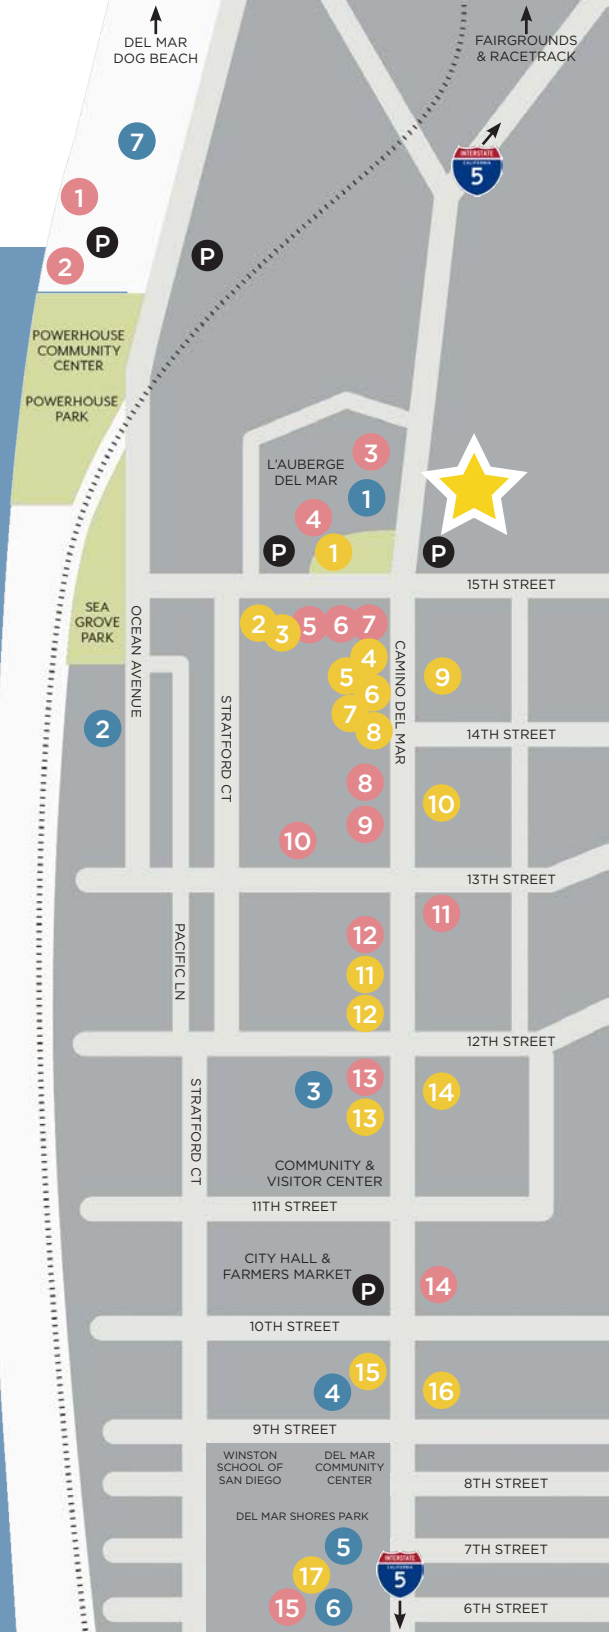 DEL MAR
DOG BEACH
FAIRGROUNDS
& RACETRACK
7
INTERSTATE
CALIFORNIA
5
1
P
2
P
POWERHOUSE
COMMUNITY
CENTER
POWERHOUSE
PARK
3
L'AUBERGE
DEL MAR
1
4
P
1
P
15TH STREET
SEA
GROVE
PARK
OCEAN AVENUE
2
3
5
6
7
CAMINO DEL MAR
4
5
6
7
8
9
STRATFORD CT
2
14TH STREET
8
10
9
10
13TH STREET
11
PACIFIC LN
12
11
12
12TH STREET
STRATFORD CT
3
13
14
13
COMMUNITY &
VISITOR CENTER
11TH STREET
CITY HALL &
FARMERS MARKET
P
14
10TH STREET
15
4
16
9TH STREET
WINSTON
SCHOOL OF
SAN DIEGO
DEL MAR
COMMUNITY
CENTER
8TH STREET
DEL MAR SHORES PARK
5
7TH STREET
INTERSTATE
CALIFORNIA
5
17
15
6
6TH STREET